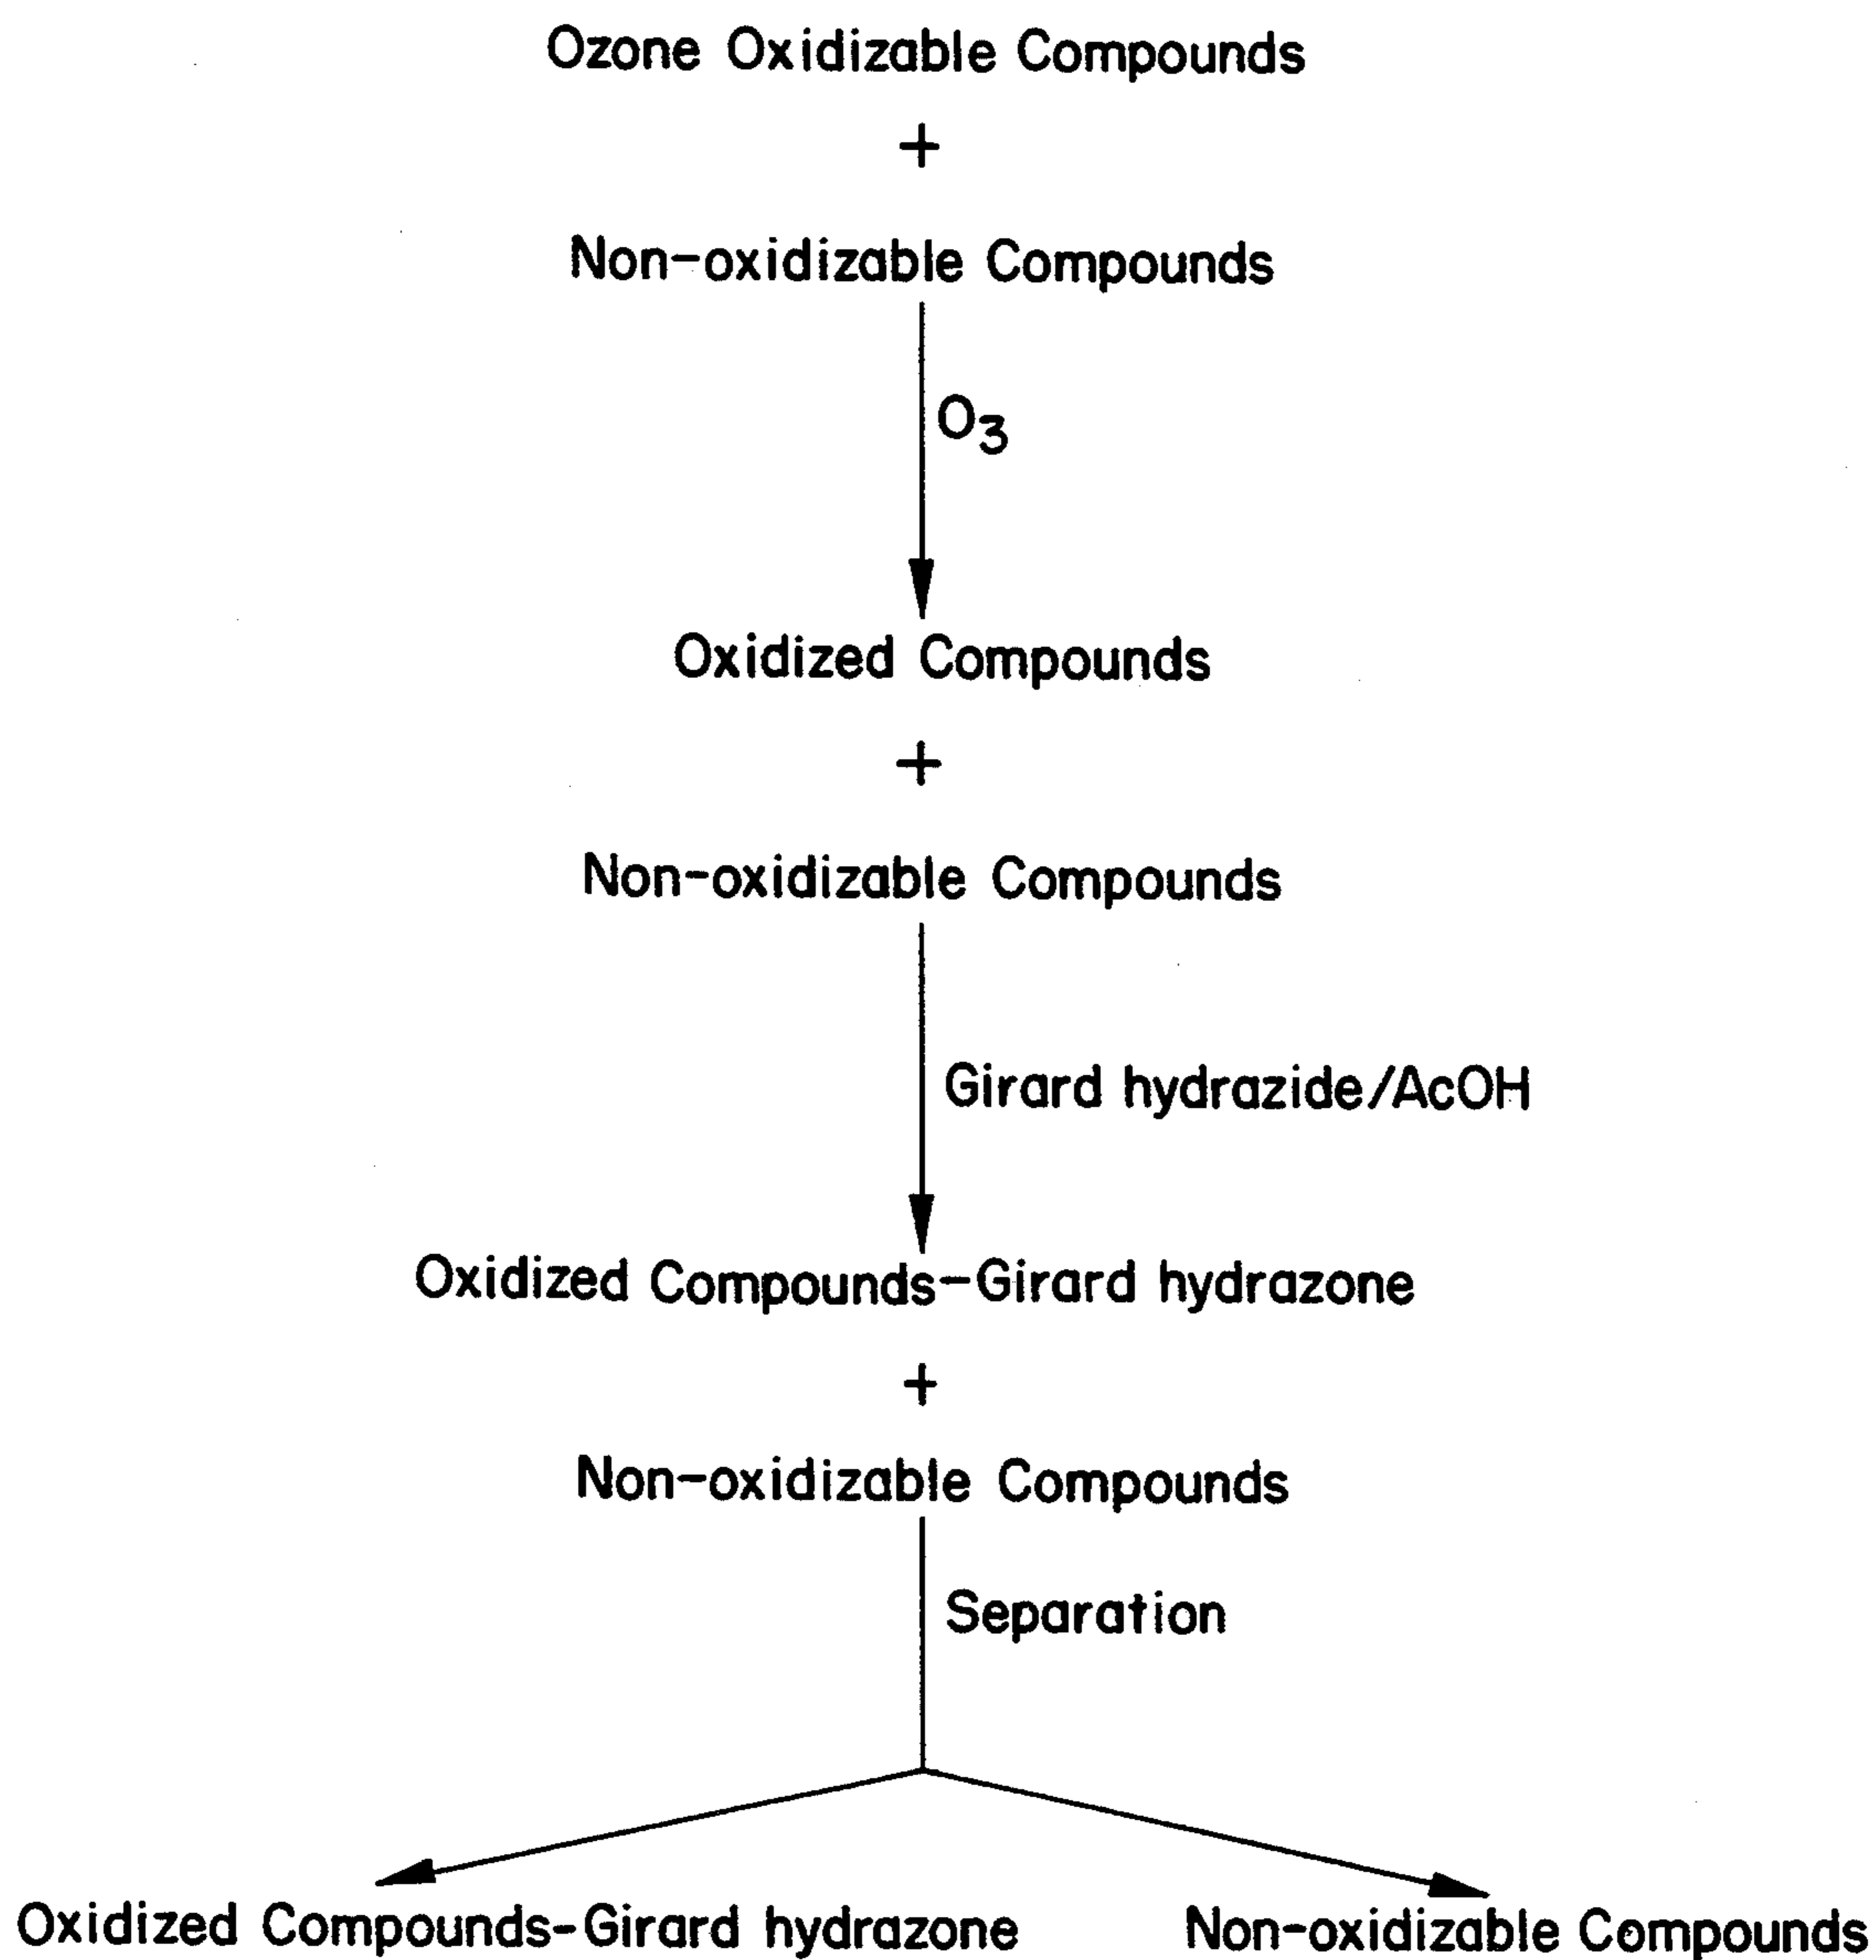 Ozone Oxidizable Compounds
+
Non-oxidizable Compounds
O₃
Oxidized Compounds
+
Non-oxidizable Compounds
Girard hydrazide/AcOH
Oxidized Compounds-Girard hydrazone
+
Non-oxidizable Compounds
Separation
Oxidized Compounds-Girard hydrazone
Non-oxidizable Compounds